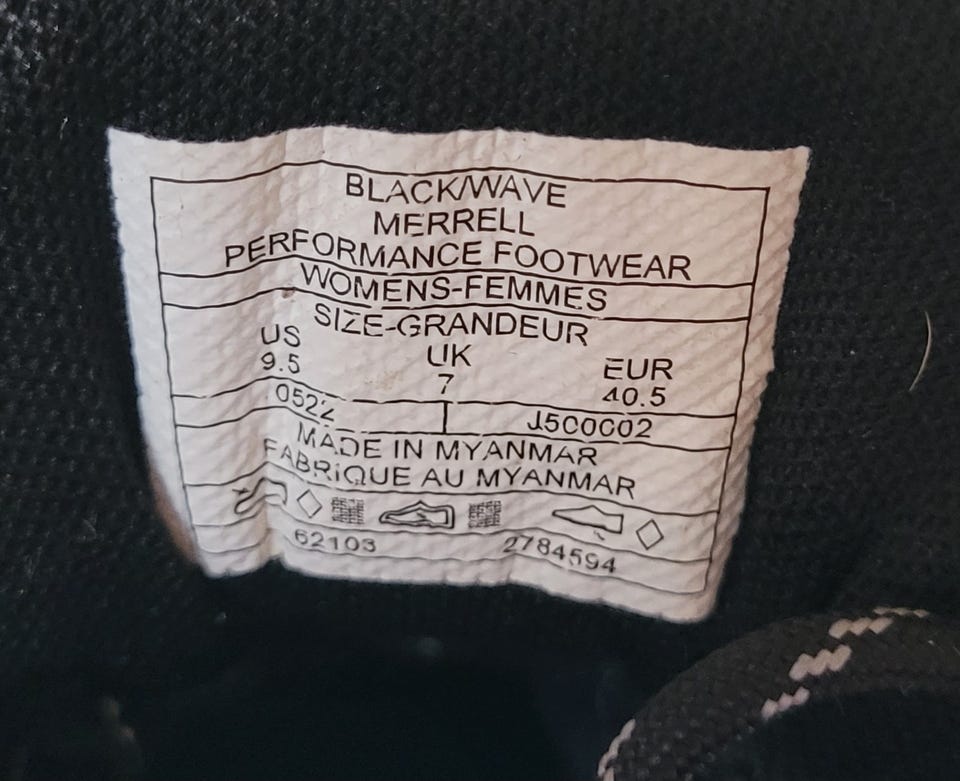 BLACK/WAVE
MERRELL
PERFORMANCE FOOTWEAR
WOMENS-FEMMES
SIZE-GRANDEUR
US UK EUR
9.5 7 40.5
0522 J500002
MADE IN MYANMAR
FABRIQUE AU MYANMAR
62103 2784594